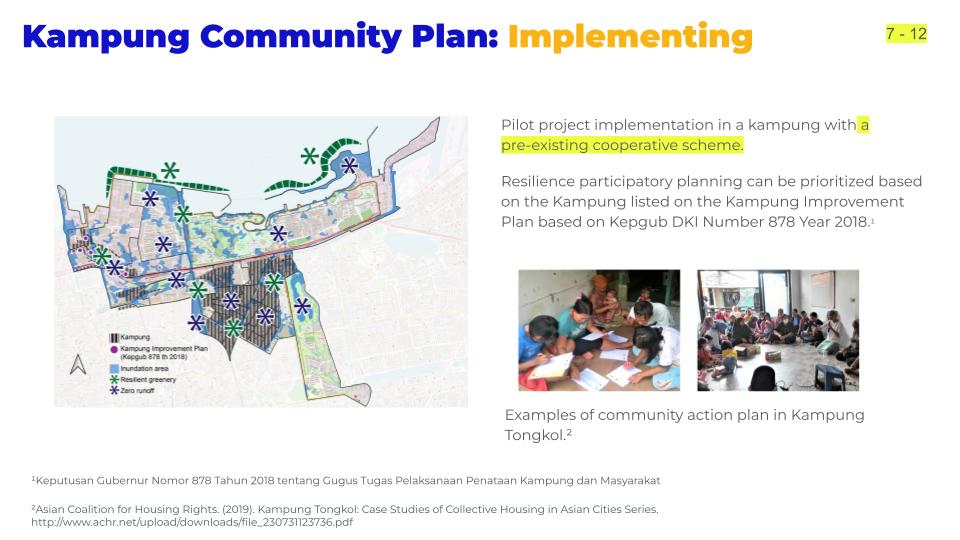 Kampung Community Plan: Implementing
7 - 12
Pilot project implementation in a kampung with a
pre-existing cooperative scheme.
Resilience participatory planning can be prioritized based
on the Kampung listed on the Kampung Improvement
Plan based on Kepgub DKI Number 878 Year 2018.¹
Kampung
Kampung Improvement Plan
(Kepgub 878 th 2018)
Inundation area
Resilient greenery
Zero runoff
Examples of community action plan in Kampung
Tongkol.²
¹Keputusan Gubernur Nomor 878 Tahun 2018 tentang Gugus Tugas Pelaksanaan Penataan Kampung dan Masyarakat
²Asian Coalition for Housing Rights. (2019). Kampung Tongkol: Case Studies of Collective Housing in Asian Cities Series.
http://www.achr.net/upload/downloads/file_230731123736.pdf